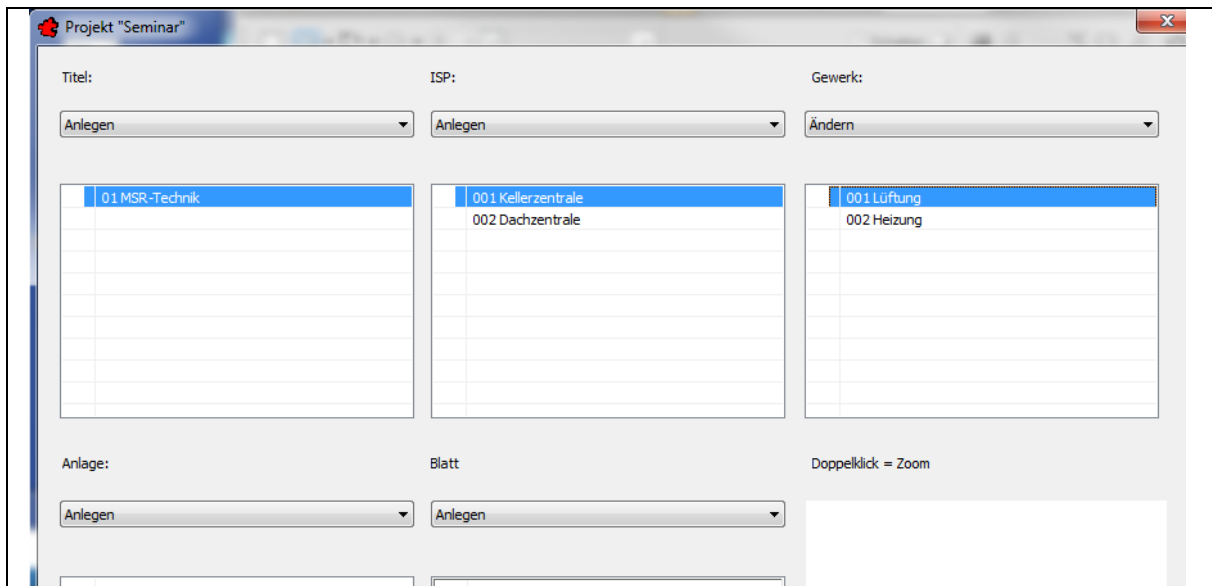 Projekt "Seminar"
Titel: ISP: Gewerk:
Anlegen Anlegen Ändern
01 MSR-Technik 001 Kellerzentrale 001 Lüftung
002 Dachzentrale 002 Heizung
Anlage: Blatt Doppelklick = Zoom
Anlegen Anlegen